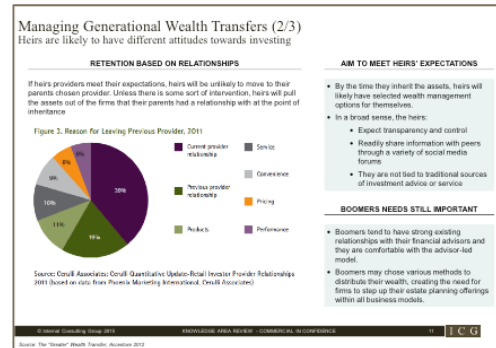 Managing Generational Wealth Transfers (2/3)
Heirs are likely to have different attitudes towards investing
RETENTION BASED ON RELATIONSHIPS
If heirs providers meet their expectations, heirs will be unlikely to move to their
parents chosen provider. Unless there is some sort of intervention, heirs will pull
the assets out of the firms that their parents had a relationship with at the point of
inheritance
Figure 3. Reason for Leaving Previous Provider, 2011
38%
19%
11%
10%
9%
8%
Current provider
relationship
Previous provider
relationship
Products
Service
Convenience
Pricing
Performance
Source: Cerulli Associates: Cerulli Quantitative Update-Retail Investor Provider Relationships
2011 (based on data from Phoenix Marketing International, Cerulli Associates)
AIM TO MEET HEIRS' EXPECTATIONS
• By the time they inherit the assets, heirs will
likely have selected wealth management
options for themselves.
• In a broad sense, the heirs:
• Expect transparency and control
• Readily share information with peers
through a variety of social media
forums
• They are not tied to traditional sources
of investment advice or service
BOOMERS NEEDS STILL IMPORTANT
• Boomers tend to have strong existing
relationships with their financial advisors and
they are comfortable with the advisor-led
model.
• Boomers may chose various methods to
distribute their wealth, creating the need for
firms to step up their estate planning offerings
within all business models.
© Internal Consulting Group 2015
KNOWLEDGE AREA REVIEW - COMMERCIAL IN CONFIDENCE
11
I C G
Source: The "Greater" Wealth Transfer, Accenture 2012